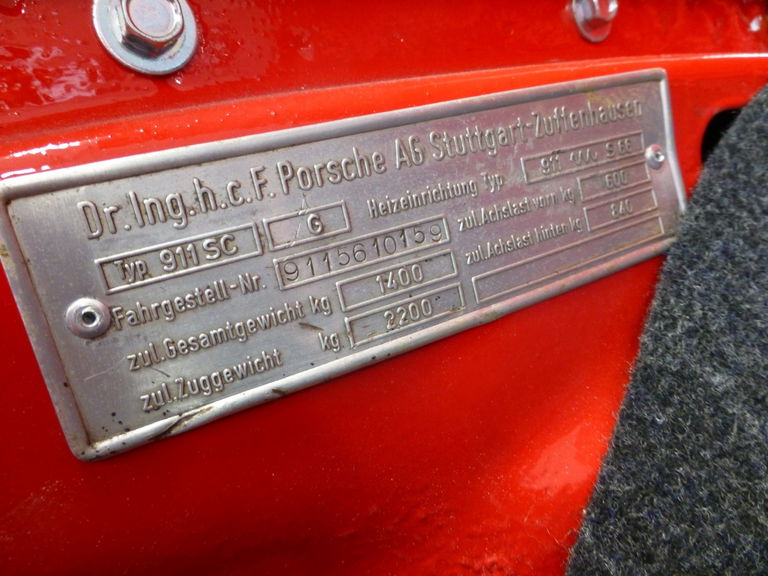 Dr. Ing. h.c. F. Porsche AG Stuttgart-Zuffenhausen
Typ 911 SC G Heizeinrichtung Typ 911
Fahrgestell-Nr. 9115610159 zul. Achslast vorn kg 600
zul. Gesamtgewicht kg 1400 zul. Achslast hinten kg 840
zul. Zuggewicht kg 2200